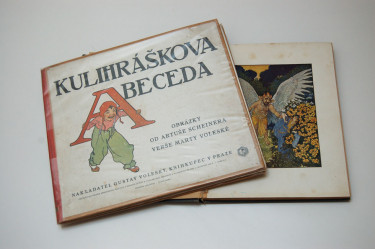 KULIHRÁŠKOVA
ABECEDA
OBRÁZKY
OD ARTUŠE SCHEINERA
VERŠE MARTY VOLESKÉ
NAKLADATEL GUSTAV VOLESKÝ KNIHKUPEC V PRAZE